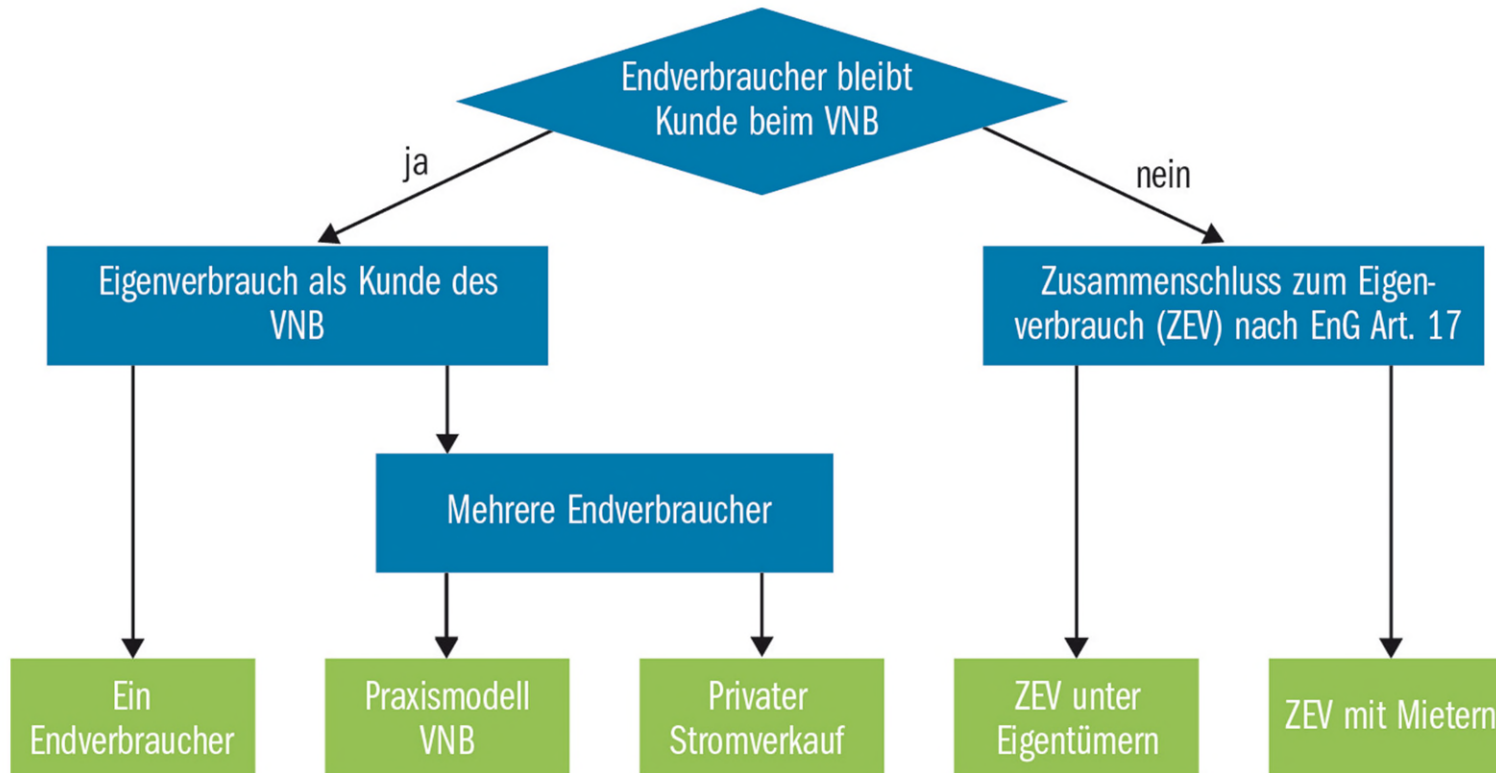 Endverbraucher bleibt
Kunde beim VNB
ja
nein
Eigenverbrauch als Kunde des
VNB
Zusammenschluss zum Eigen-
verbrauch (ZEV) nach EnG Art. 17
Mehrere Endverbraucher
Ein
Endverbraucher
Praxismodell
VNB
Privater
Stromverkauf
ZEV unter
Eigentümern
ZEV mit Mietern